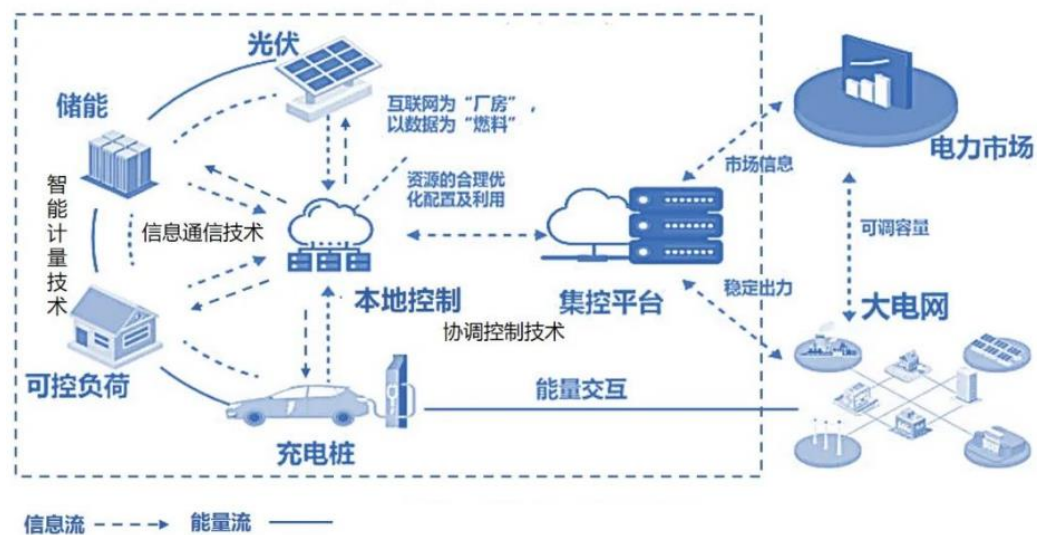 光伏
储能
互联网为“厂房”，
以数据为“燃料”
电力市场
市场信息
资源的合理优
化配置及利用
智能计量技术
信息通信技术
可调容量
稳定出力
本地控制
集控平台
大电网
协调控制技术
可控负荷
能量交互
充电桩
信息流
能量流